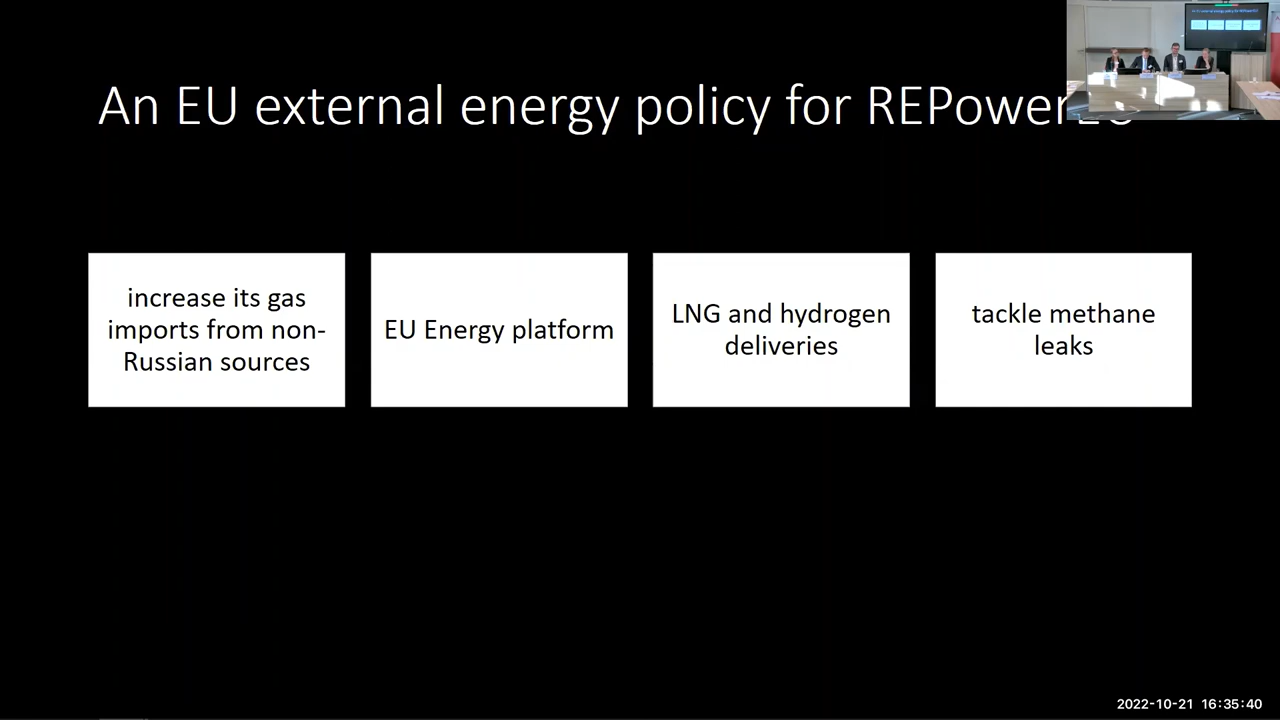 An EU external energy policy for REPowerEU
increase its gas
imports from non-
Russian sources
EU Energy platform
LNG and hydrogen
deliveries
tackle methane
leaks
2022-10-21 16:35:40